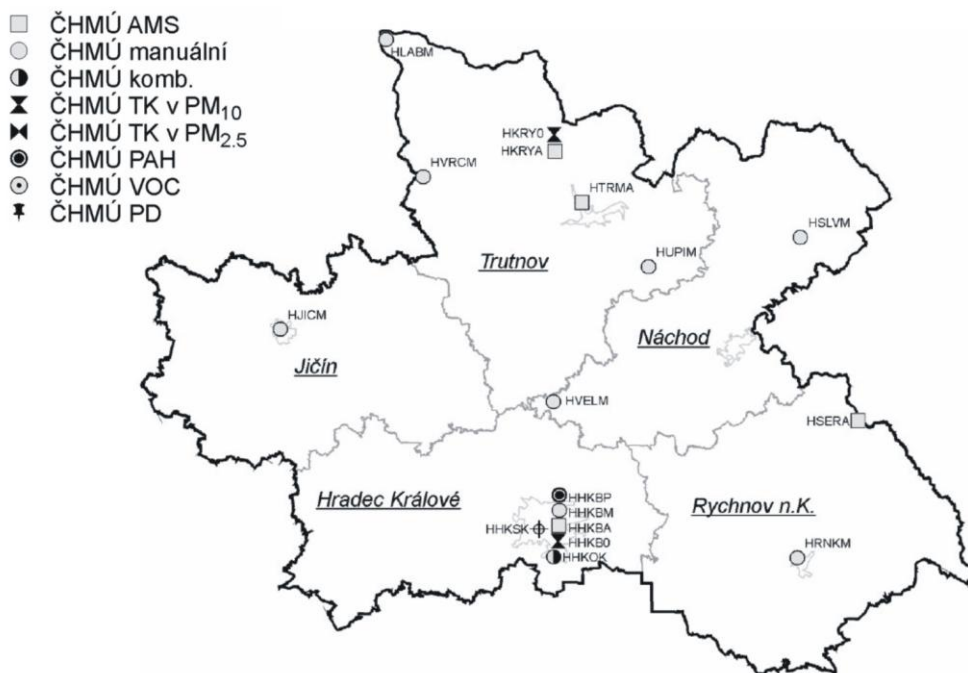 ČHMÚ AMS
ČHMÚ manuální
ČHMÚ komb.
ČHMÚ TK v PM10
ČHMÚ TK v PM2.5
ČHMÚ PAH
ČHMÚ VOC
ČHMÚ PD
HLABM
HKRY0
HKRYA
HVRCM
HTRMA
HSLVM
Trutnov
HUPIM
HJICM
Náchod
Jičín
HVELM
HSERA
Hradec Králové
HHKBP
Rychnov n.K.
HHKBM
HHKSK
HHKBA
HHKB0
HHKOK
HRNKM